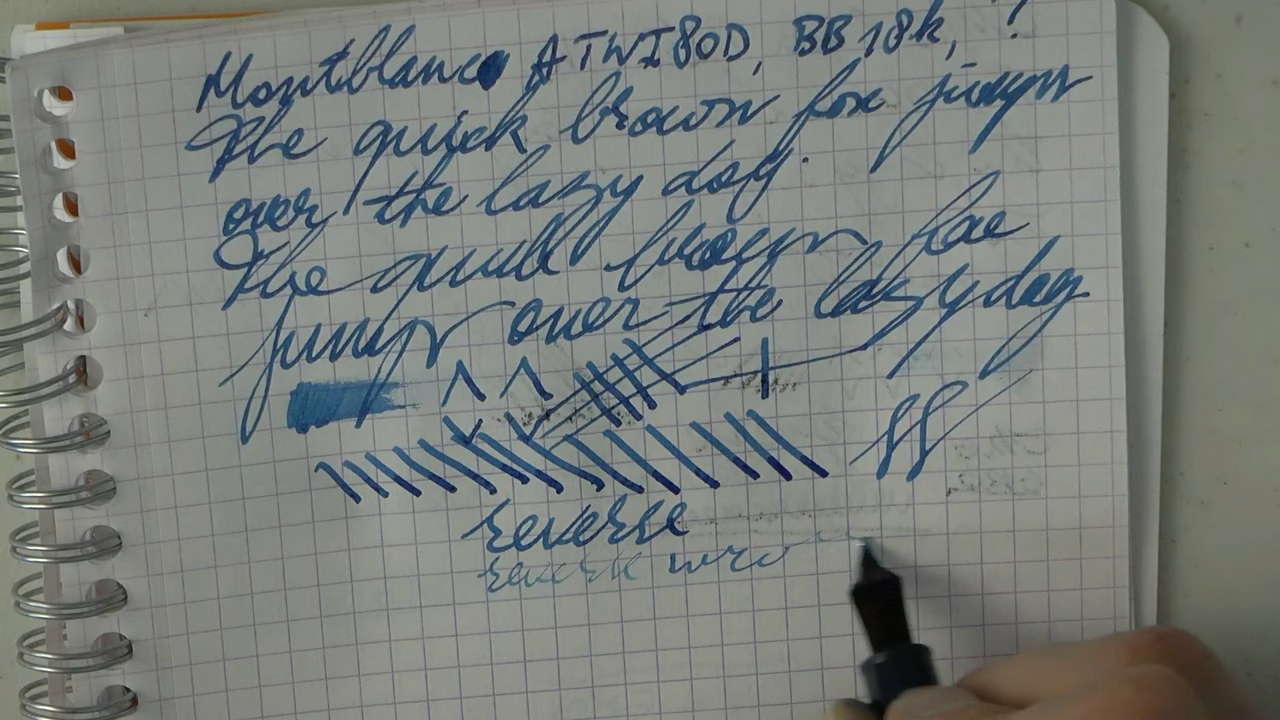 Montblanc ATWI80D, BB 18k, ?
The quick brown fox jumps
over the lazy dog.
The quick brown fox
jumps over the lazy dog
reverse
reverse